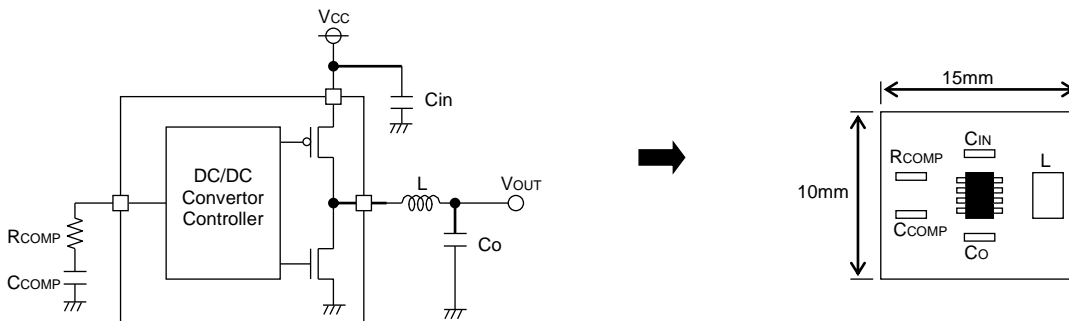 VCC
Cin
DC/DC
Convertor
Controller
L
VOUT
RCOMP
Co
CCOMP
15mm
10mm
CIN
RCOMP
L
CCOMP
CO